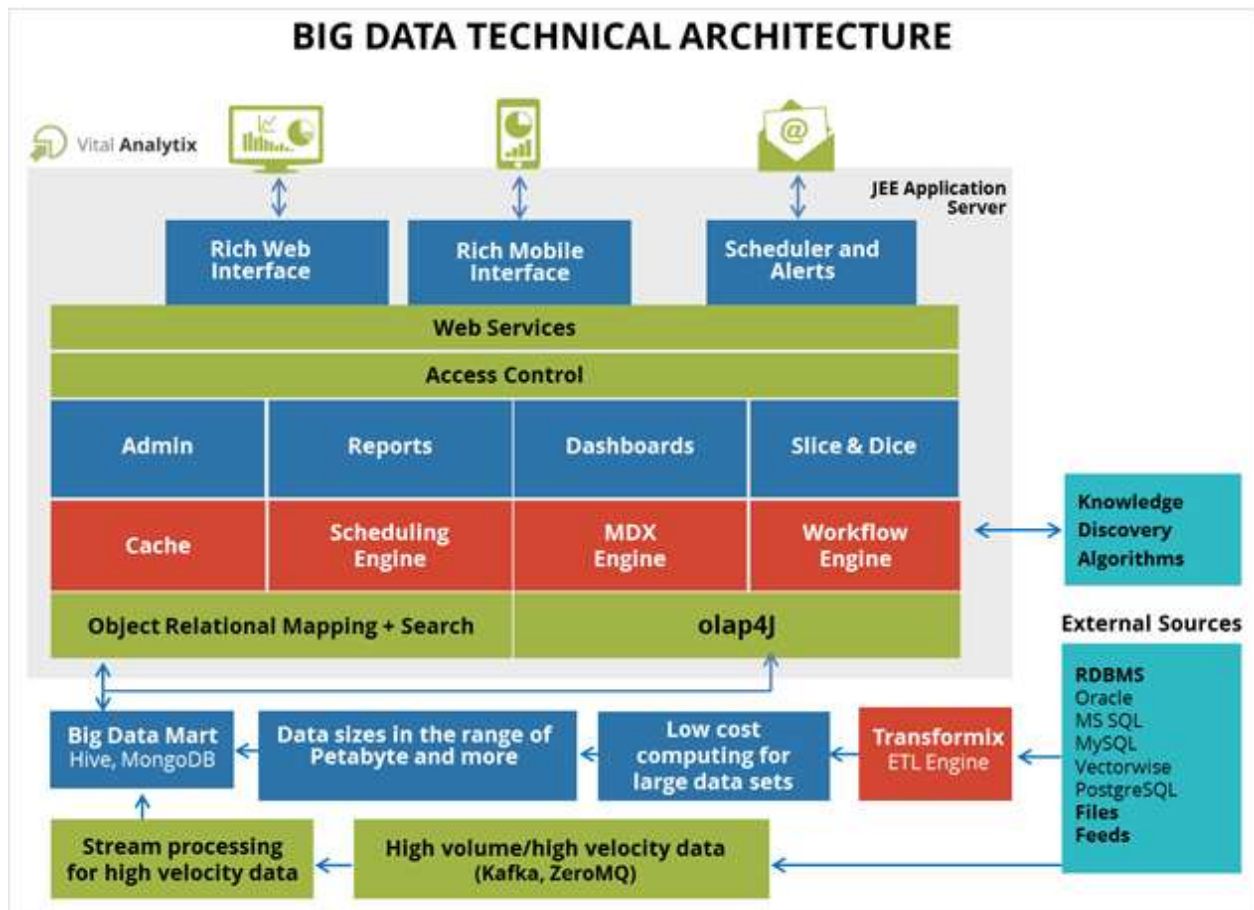 BIG DATA TECHNICAL ARCHITECTURE
Vital Analytix
@
JEE Application
Server
Rich Web
Interface
Rich Mobile
Interface
Scheduler and
Alerts
Web Services
Access Control
Admin
Reports
Dashboards
Slice & Dice
Cache
Scheduling
Engine
MDX
Engine
Workflow
Engine
Knowledge
Discovery
Algorithms
Object Relational Mapping + Search
olap4J
External Sources
RDBMS
Oracle
MS SQL
MySQL
Vectorwise
PostgreSQL
Files
Feeds
Big Data Mart
Hive, MongoDB
Data sizes in the range of
Petabyte and more
Low cost
computing for
large data sets
Transformix
ETL Engine
Stream processing
for high velocity data
High volume/high velocity data
(Kafka, ZeroMQ)